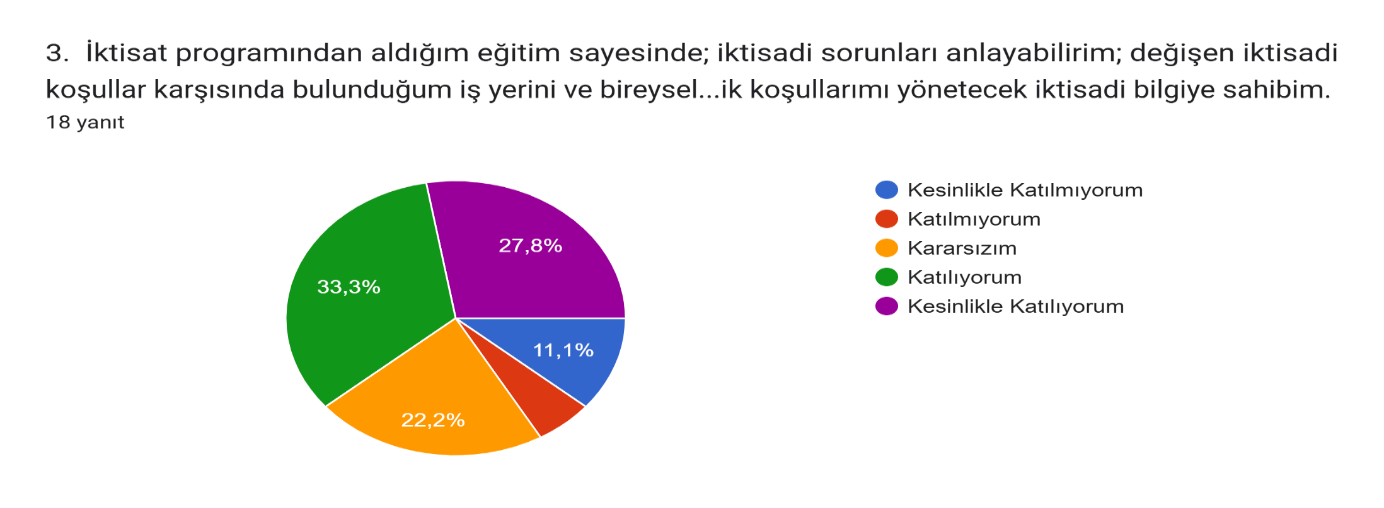 3. İktisat programından aldığım eğitim sayesinde; iktisadi sorunları anlayabilirim; değişen iktisadi
koşullar karşısında bulunduğum iş yerini ve bireysel...ik koşullarımı yönetecek iktisadi bilgiye sahibim.
18 yanıt
27,8%
33,3%
11,1%
22,2%
Kesinlikle Katılmıyorum
Katılmıyorum
Kararsızım
Katılıyorum
Kesinlikle Katılıyorum